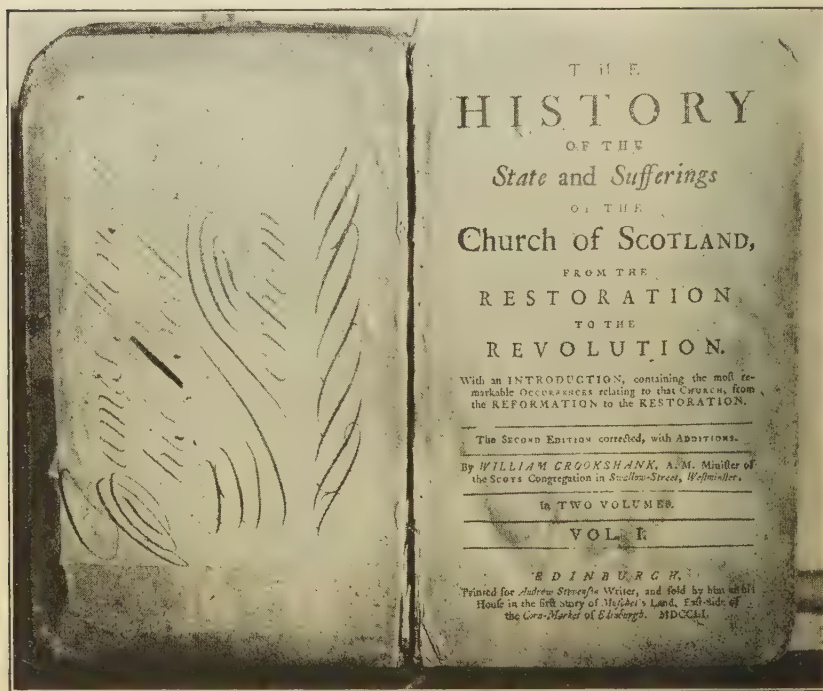 James
his
THE
HISTORY
OF THE
State and Sufferings
OF THE
Church of SCOTLAND,
FROM THE
RESTORATION
TO THE
REVOLUTION.
With an INTRODUCTION, containing the most re-
markable OCCURRENCES relating to that CHURCH, from
the REFORMATION to the RESTORATION.
The SECOND EDITION corrected, with ADDITIONS.
By WILLIAM CROOKSHANK, A. M. Minister of
the SCOTS Congregation in Swallow-Street, Westminster.
In TWO VOLUMES.
VOL. I.
EDINBURGH,
Printed for Andrew Stevenson Writer, and sold by him at his
House in the first Story of Land, East-side of
the Corn-Market of Edinburgh. MDCCLI.